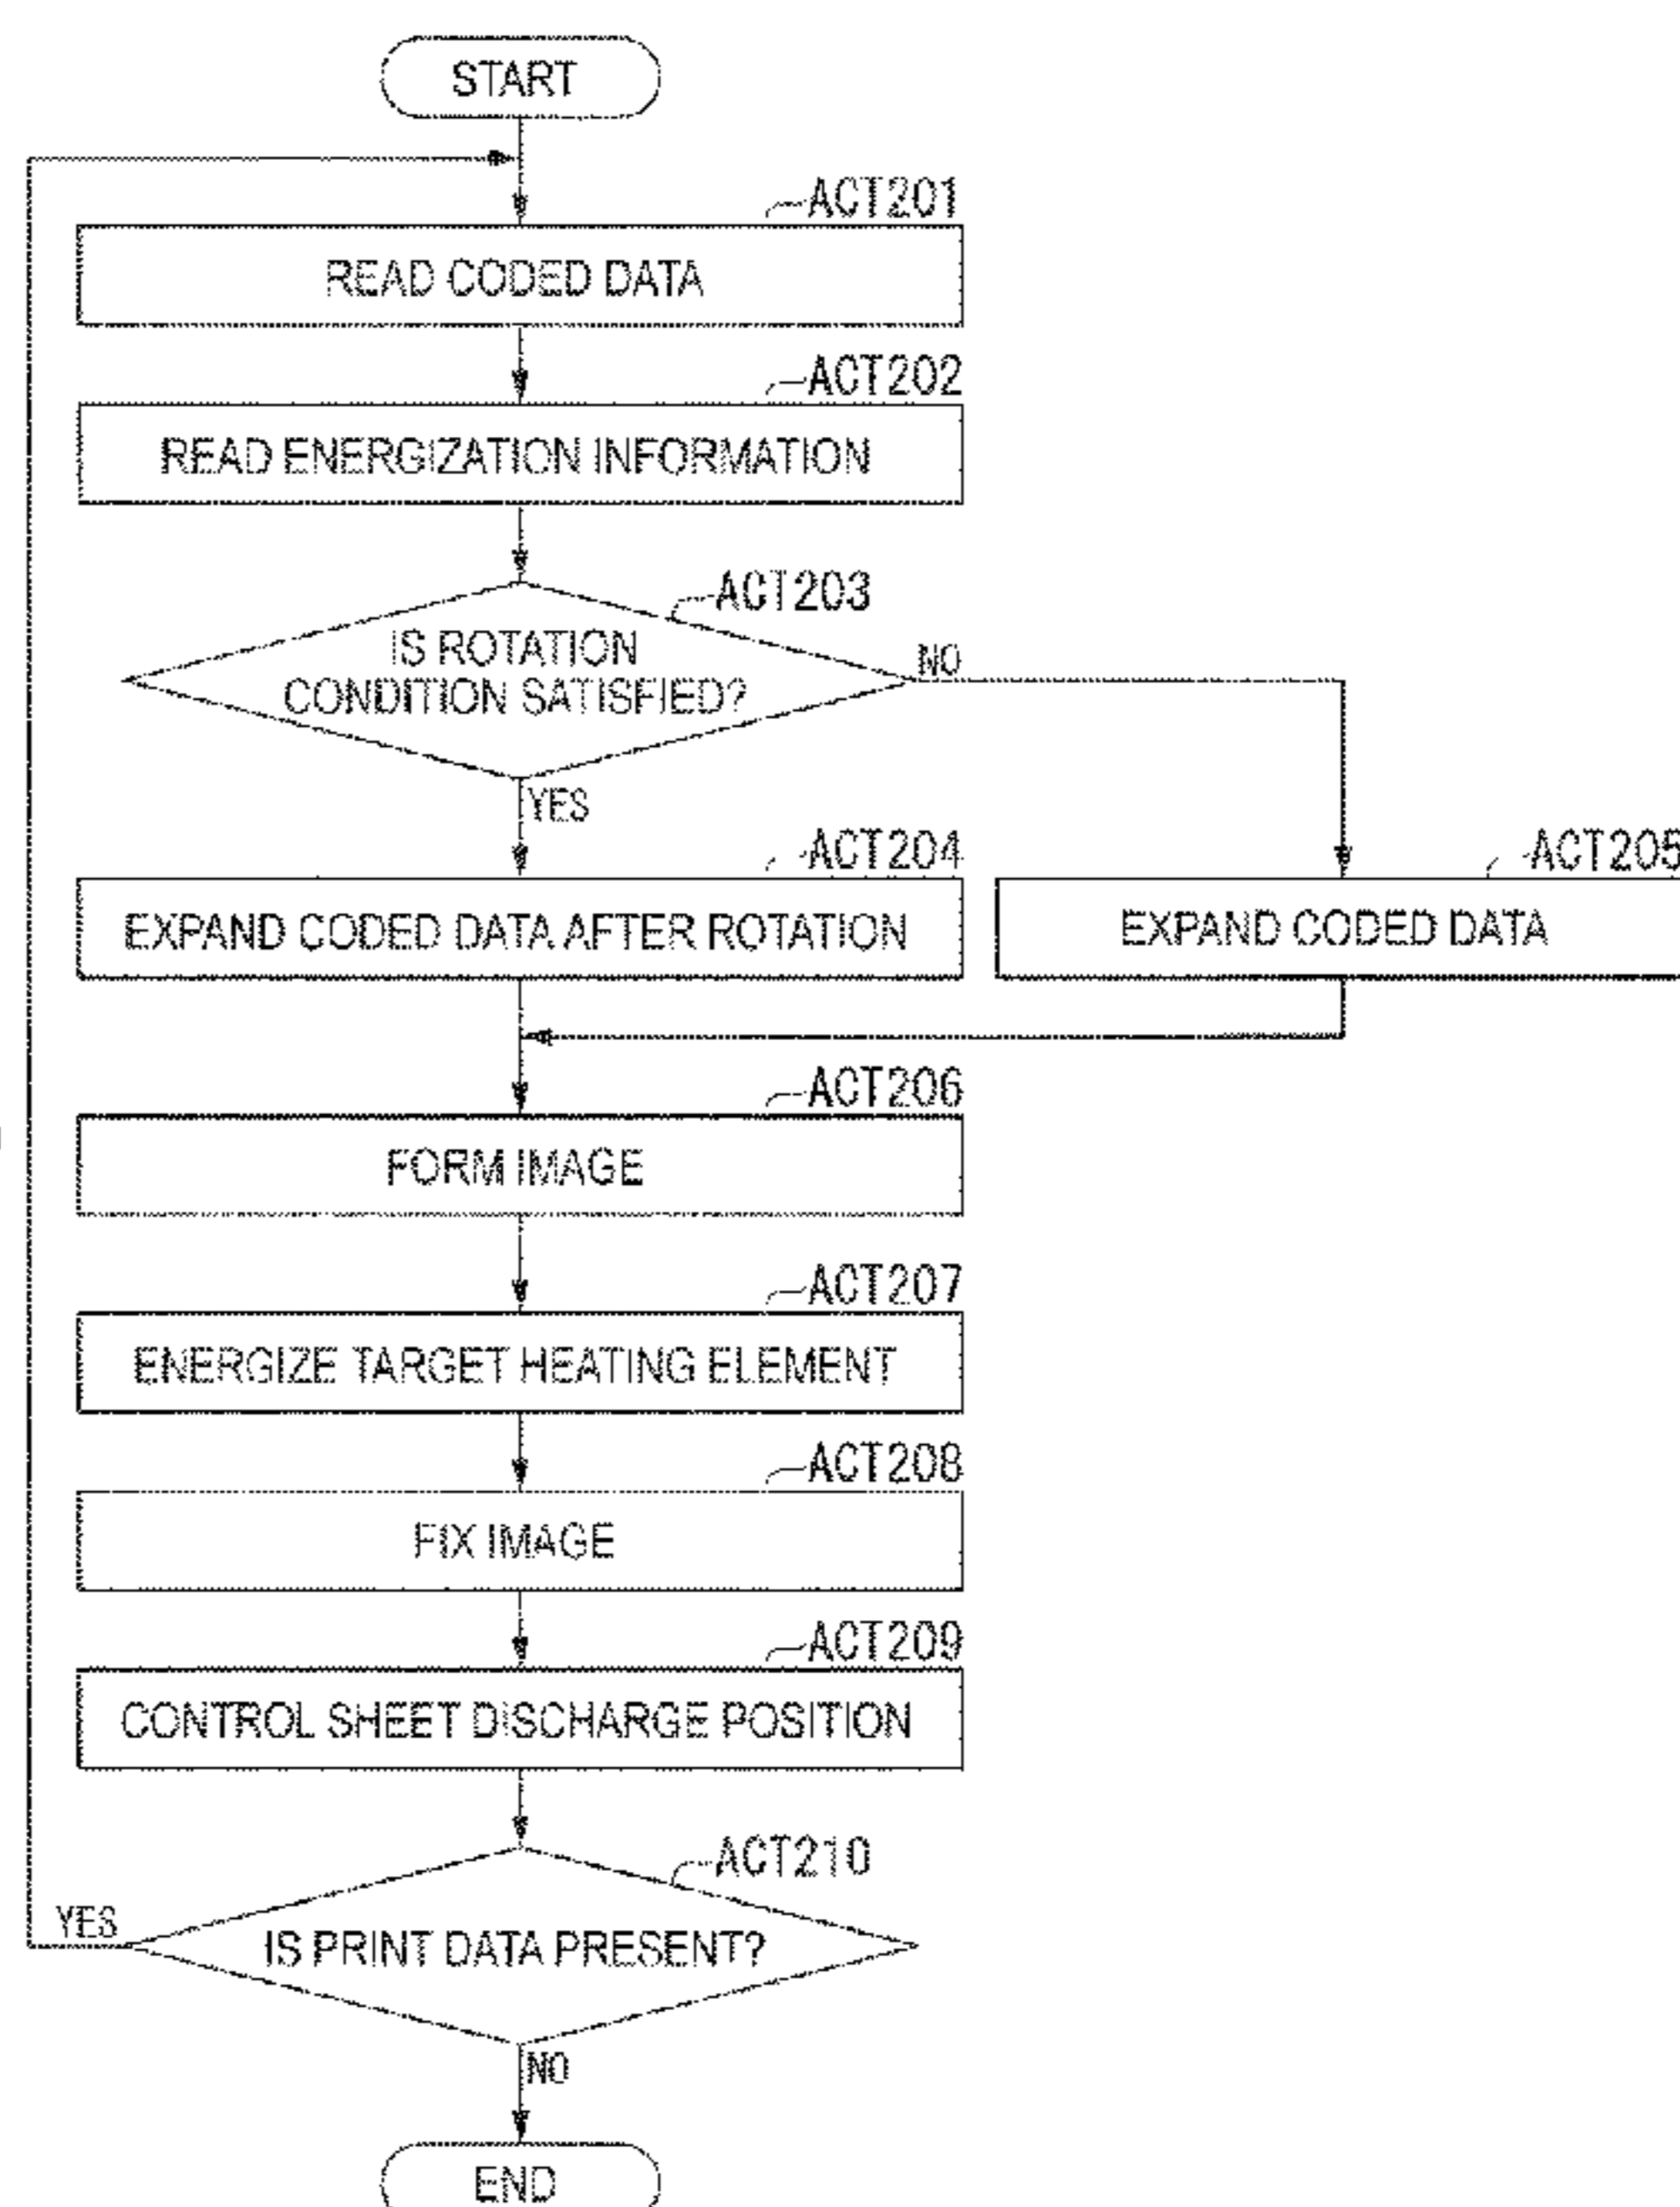 START
ACT201
READ CODED DATA
ACT202
READ ENERGIZATION INFORMATION
ACT203
IS ROTATION
CONDITION SATISFIED?
NO
YES
ACT204
EXPAND CODED DATA AFTER ROTATION
ACT205
EXPAND CODED DATA
ACT206
FORM IMAGE
ACT207
ENERGIZE TARGET HEATING ELEMENT
ACT208
FIX IMAGE
ACT209
CONTROL SHEET DISCHARGE POSITION
ACT210
IS PRINT DATA PRESENT?
YES
NO
END